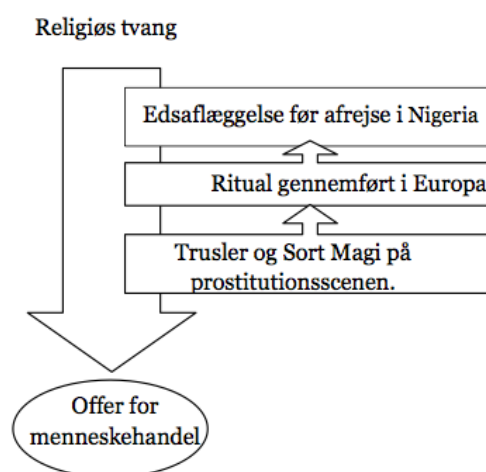 Religiøs tvang
Edsaflæggelse før afrejse i Nigeria
Ritual gennemført i Europa
Trusler og Sort Magi på
prostitutionsscenen.
Offer for
menneskehandel